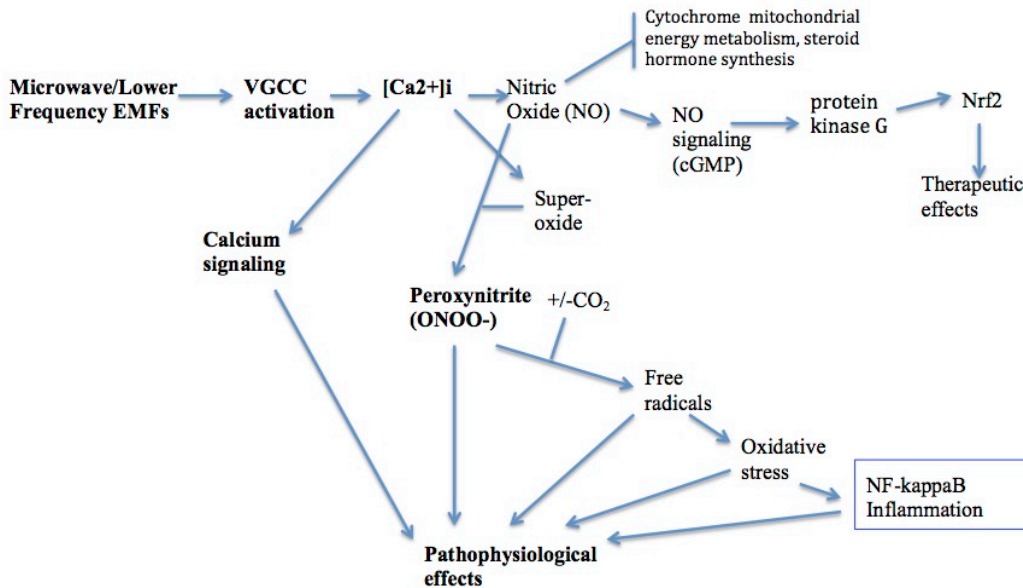 Cytochrome mitochondrial
energy metabolism, steroid
hormone synthesis
Microwave/Lower
Frequency EMFs
VGCC
activation
[Ca2+]i
Nitric
Oxide (NO)
NO
signaling
(cGMP)
protein
kinase G
Nrf2
Therapeutic
effects
Super-
oxide
Calcium
signaling
Peroxynitrite
(ONOO-)
+/-CO₂
Free
radicals
Oxidative
stress
NF-kappaB
Inflammation
Pathophysiological
effects